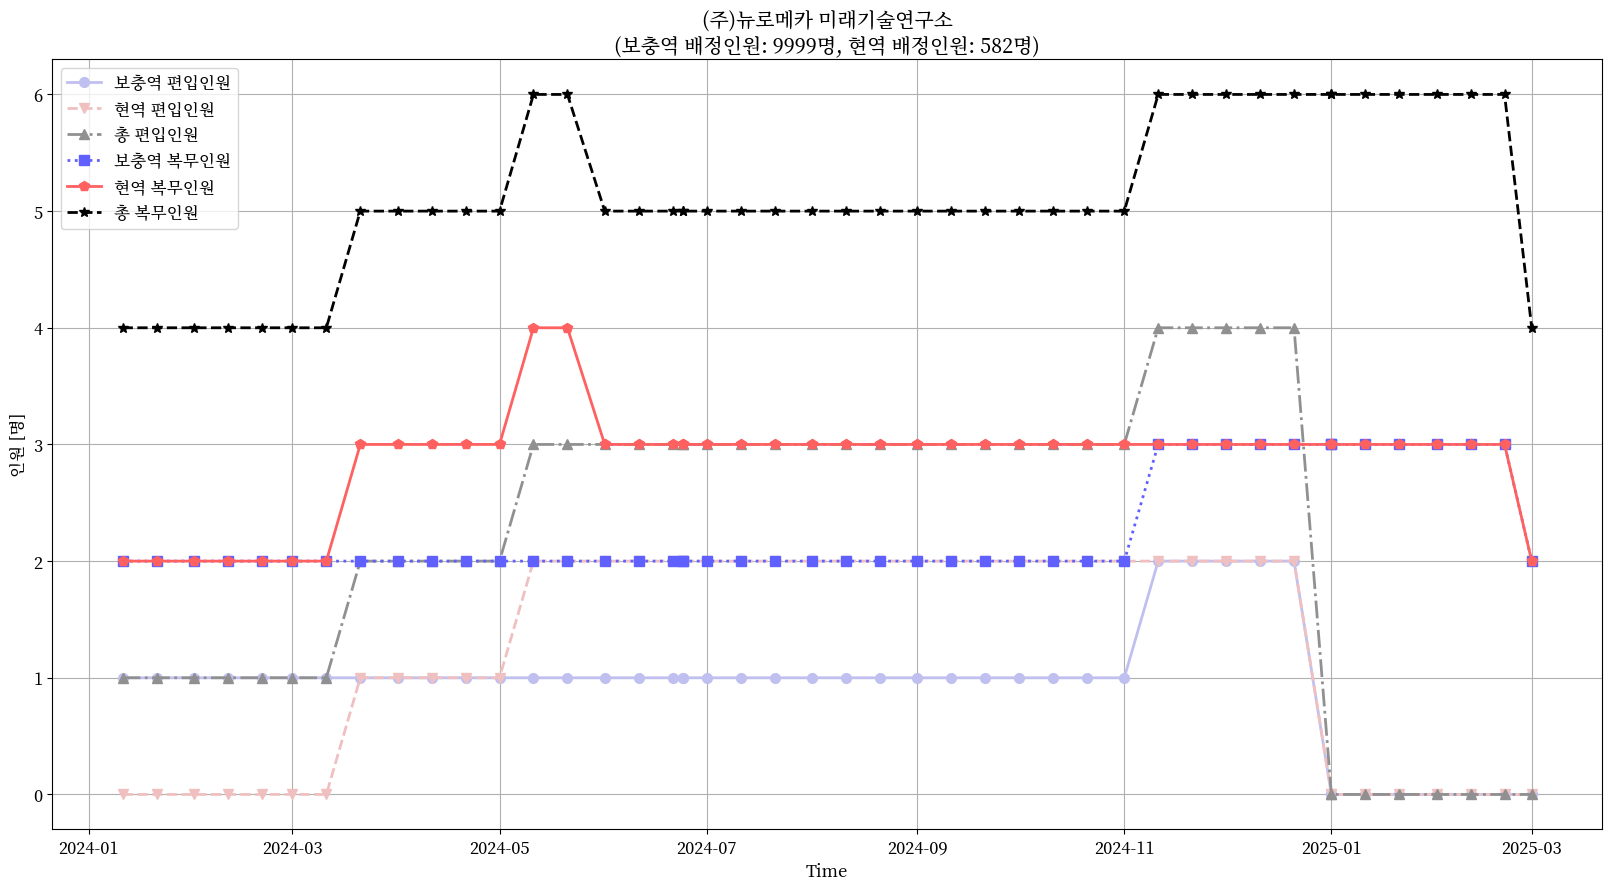 (주)뉴로메카 미래기술연구소
(보충역 배정인원: 9999명, 현역 배정인원: 582명)
보충역 편입인원
현역 편입인원
총 편입인원
보충역 복무인원
현역 복무인원
총 복무인원
인원 [명]
6
5
4
3
2
1
0
2024-01
2024-03
2024-05
2024-07
2024-09
2024-11
2025-01
2025-03
Time